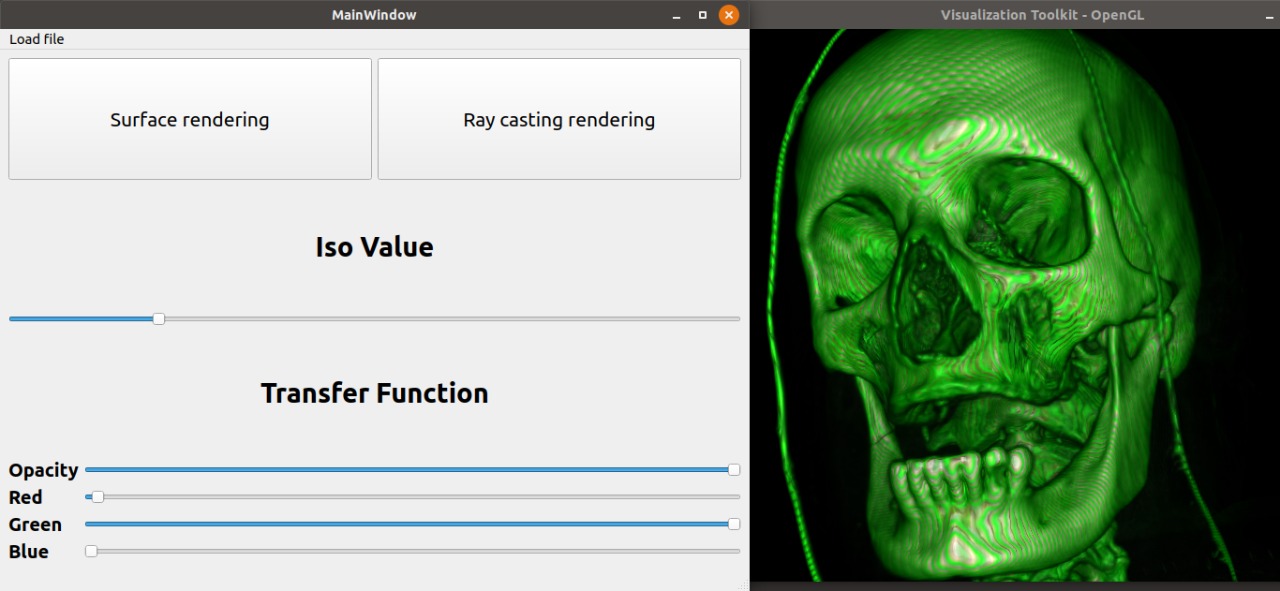 MainWindow
Visualization Toolkit - OpenGL
Load file
Surface rendering
Ray casting rendering
Iso Value
Transfer Function
Opacity
Red
Green
Blue